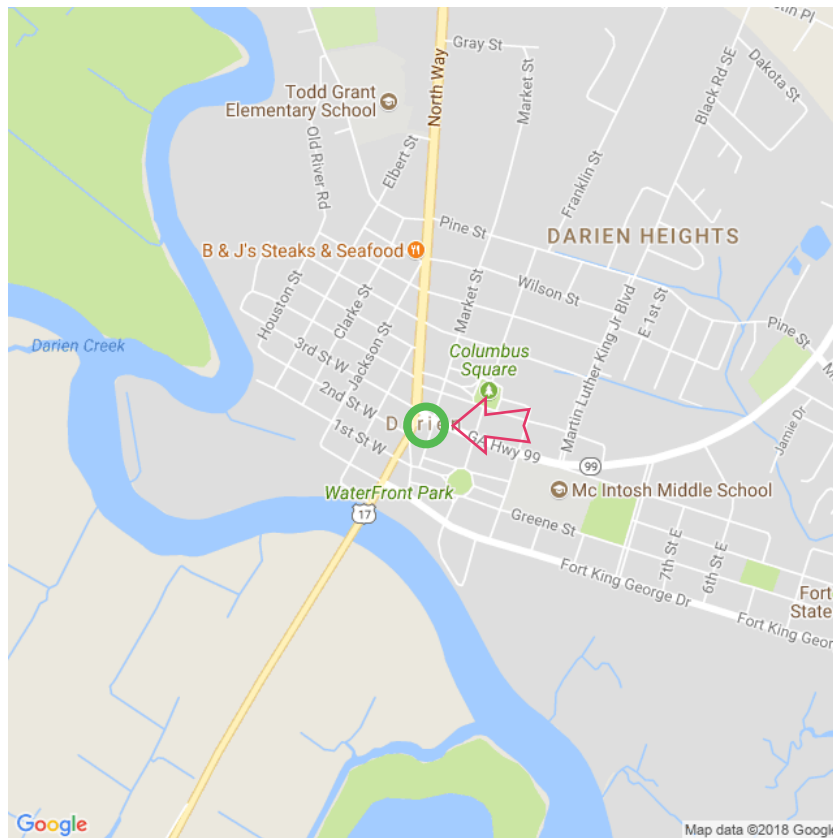 Gray St
North Way
Market St
Black Rd SE
Dakota St
Todd Grant
Elementary School
Old River Rd
Elbert St
Franklin St
Pine St
DARIEN HEIGHTS
B & J's Steaks & Seafood
Wilson St
Houston St
Clarke St
Market St
Martin Luther King Jr Blvd
E 1st St
Pine St
Darien Creek
3rd St W
Jackson St
Columbus
Square
2nd St W
1st St W
GA Hwy 99
99
Jamie Dr
WaterFront Park
Mc Intosh Middle School
17
Greene St
7th St E
6th St E
Fort King George Dr
State
Google
Map data ©2018 Google